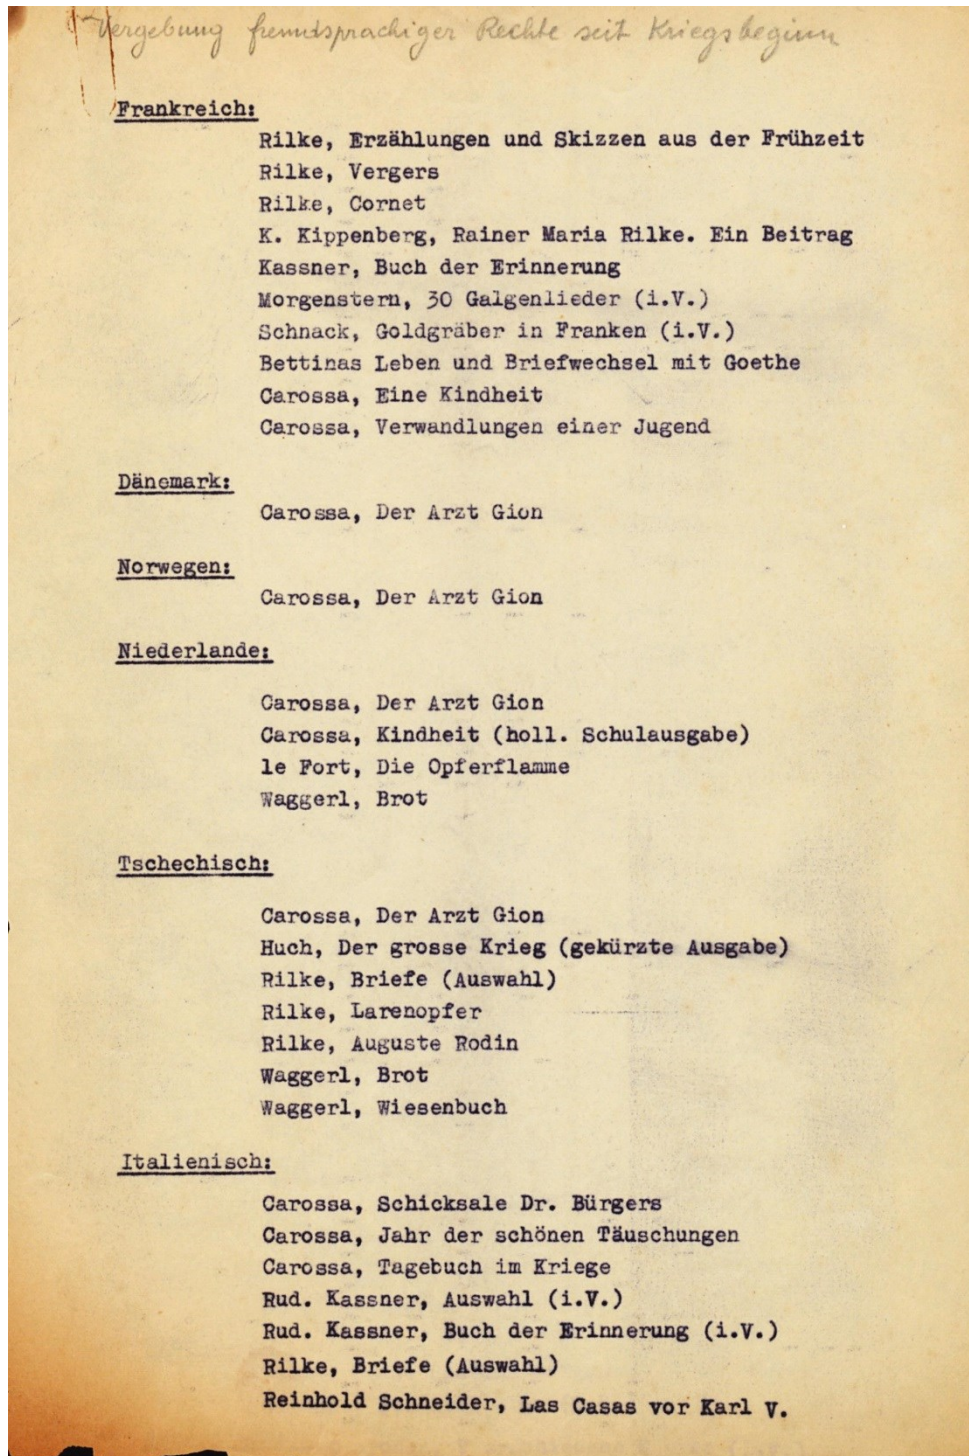 Vergebung fremdsprachiger Rechte seit Kriegsbeginn
Frankreich:
Rilke, Erzählungen und Skizzen aus der Frühzeit
Rilke, Vergers
Rilke, Cornet
K. Kippenberg, Rainer Maria Rilke. Ein Beitrag
Kassner, Buch der Erinnerung
Morgenstern, 30 Galgenlieder (i.V.)
Schnack, Goldgräber in Franken (i.V.)
Bettinas Leben und Briefwechsel mit Goethe
Carossa, Eine Kindheit
Carossa, Verwandlungen einer Jugend
Dänemark:
Carossa, Der Arzt Gion
Norwegen:
Carossa, Der Arzt Gion
Niederlande:
Carossa, Der Arzt Gion
Carossa, Kindheit (holl. Schulausgabe)
le Fort, Die Opferflamme
Waggerl, Brot
Tschechisch:
Carossa, Der Arzt Gion
Huch, Der grosse Krieg (gekürzte Ausgabe)
Rilke, Briefe (Auswahl)
Rilke, Larenopfer
Rilke, Auguste Rodin
Waggerl, Brot
Waggerl, Wiesenbuch
Italienisch:
Carossa, Schicksale Dr. Bürgers
Carossa, Jahr der schönen Täuschungen
Carossa, Tagebuch im Kriege
Rud. Kassner, Auswahl (i.V.)
Rud. Kassner, Buch der Erinnerung (i.V.)
Rilke, Briefe (Auswahl)
Reinhold Schneider, Las Casas vor Karl V.